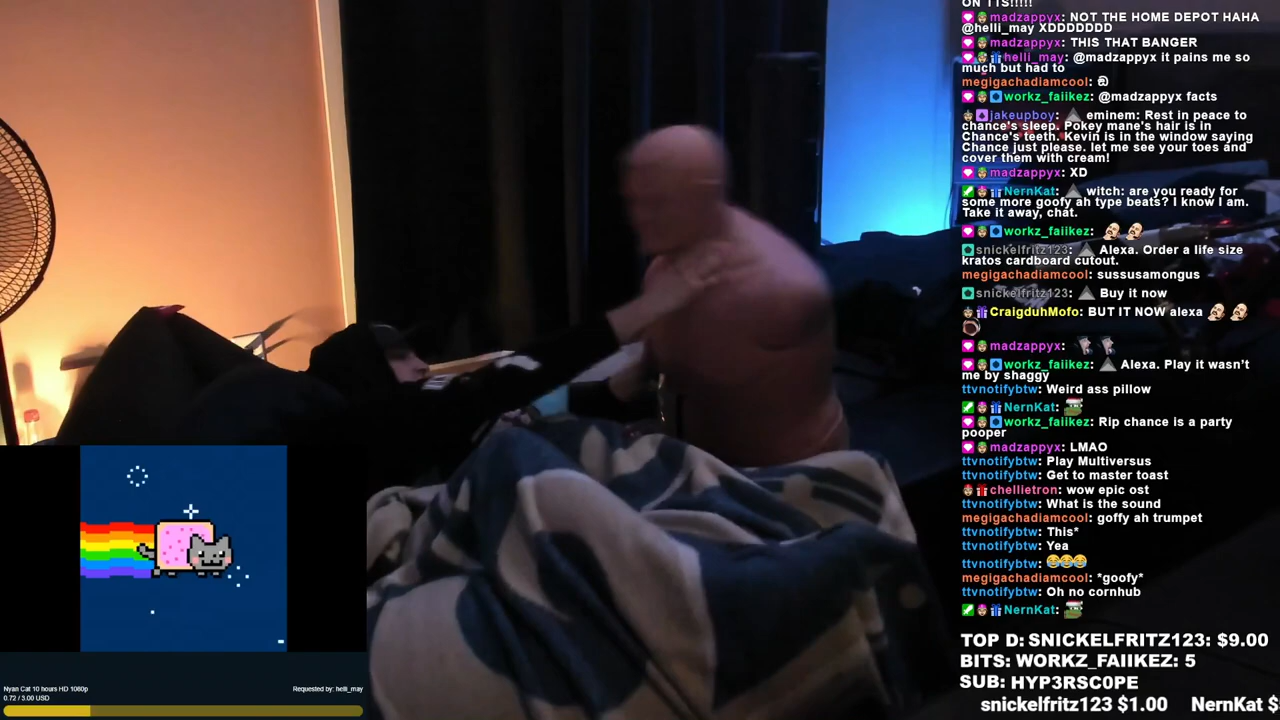 ON TTS!!!!!
madzappyx: NOT THE HOME DEPOT HAHA
@helli_may XDDDDDDD
madzappyx: THIS THAT BANGER
helli_may: @madzappyx it pains me so
much but had to
megigachadiamcool: ඞ
workz_faiikez: @madzappyx facts
jakeupboy: eminem: Rest in peace to
chance's sleep. Pokey mane's hair is in
Chance's teeth. Kevin is in the window saying
Chance just please. let me see your toes and
cover them with cream!
madzappyx: XD
NernKat: witch: are you ready for
some more goofy ah type beats? I know I am.
Take it away, chat.
workz_faiikez:
snickelfritz123: Alexa. Order a life size
kratos cardboard cutout.
megigachadiamcool: sussusamongus
snickelfritz123: Buy it now
CraigduhMofo: BUT IT NOW alexa
madzappyx:
workz_faiikez: Alexa. Play it wasn't
me by shaggy
ttvnotifybtw: Weird ass pillow
NernKat:
workz_faiikez: Rip chance is a party
pooper
madzappyx: LMAO
ttvnotifybtw: Play Multiversus
ttvnotifybtw: Get to master toast
chellietron: wow epic ost
ttvnotifybtw: What is the sound
megigachadiamcool: goffy ah trumpet
ttvnotifybtw: This*
ttvnotifybtw: Yea
ttvnotifybtw: 😂😂😂
megigachadiamcool: *goofy*
ttvnotifybtw: Oh no cornhub
NernKat:
TOP D: SNICKELFRITZ123: $9.00
BITS: WORKZ_FAIIKEZ: 5
SUB: HYP3RSC0PE
snickelfritz123 $1.00 NernKat $
Nyan Cat 10 hours HD 1080p
Requested by: helli_may
0.72 / 3.00 USD